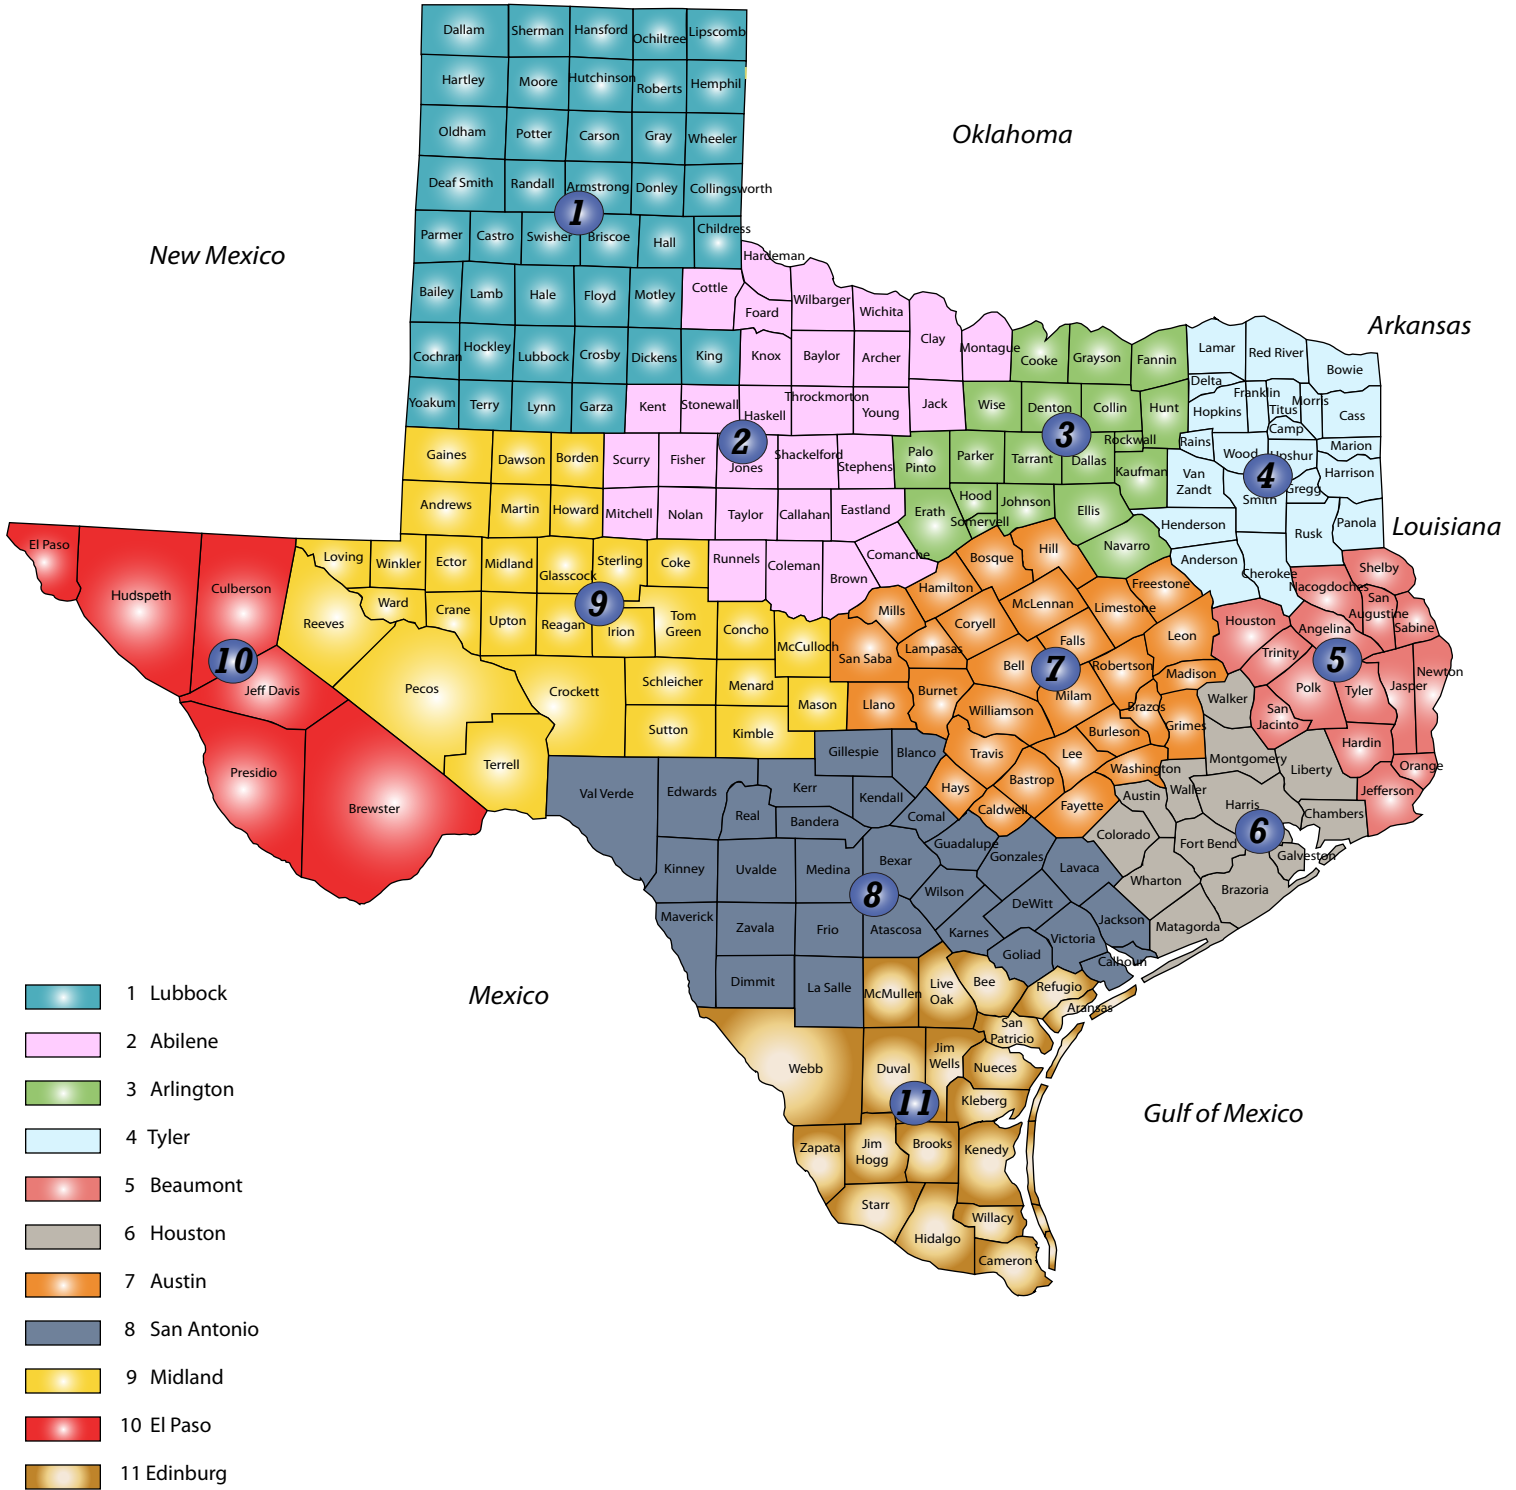 Dallam Sherman Hansford Ochiltree Lipscomb
Hartley Moore Hutchinson Roberts Hemphil
Oldham Potter Carson Gray Wheeler
Oklahoma
Deaf Smith Randall Armstrong Donley Collingsworth
1
Parmer Castro Swisher Briscoe Hall Childress
New Mexico
Hardeman
Bailey Lamb Hale Floyd Motley Cottle
Foard Wilbarger Wichita
Arkansas
Cochran Hockley Lubbock Crosby Dickens King
Knox Baylor Archer Clay Montague Cooke Grayson Fannin Lamar Red River Bowie
Yoakum Terry Lynn Garza Kent Stonewall Haskell Throckmorton Young Jack Wise Denton Collin Hunt
Delta Hopkins Franklin Titus Morris Cass
Camp
2 3 4
Gaines Dawson Borden Scurry Fisher Jones Shackelford Stephens
Palo
Pinto
Parker Tarrant Dallas Rockwall Kaufman
Rains Wood Upshur Marion
Van
Zandt
Smith Gregg Harrison
Andrews Martin Howard Mitchell Nolan Taylor Callahan Eastland
Erath Hood Somervell Johnson Ellis Navarro
Henderson Rusk Panola
Louisiana
El Paso Hudspeth Culberson
Loving Winkler Ector Midland Glasscock Sterling Coke
Runnels Coleman Brown Comanche
Hamilton Bosque Hill Freestone
Anderson Cherokee Nacogdoches Shelby
San
Augustine
Sabine
9
Reeves Ward Crane Upton Reagan Irion
Tom
Green
Concho McCulloch
Mills San Saba Lampasas Coryell McLennan Limestone Falls Leon
Houston Angelina Trinity
10 7 5
Jeff Davis Pecos Crockett Schleicher Menard Mason
Llano Burnet Bell Milam Robertson Madison
Walker Polk Tyler Jasper Newton
San
Jacinto
Sutton Kimble
Williamson Brazos Grimes Burleson
Hardin Orange
Presidio Brewster Terrell
Gillespie Blanco Travis Lee Washington
Montgomery Liberty Jefferson
Val Verde Edwards Kerr Kendall Hays Bastrop Caldwell Fayette
Austin Waller Harris Chambers
Real Bandera Comal
6
Kinney Uvalde Medina Bexar Guadalupe Gonzales Lavaca
Colorado Fort Bend Galveston
8
Wilson DeWitt Wharton Brazoria
Maverick Zavala Frio Atascosa Karnes Goliad Victoria Jackson Matagorda
Calhoun
Dimmit La Salle McMullen
Live
Oak
Bee Refugio Aransas
Mexico
San
Patricio
Webb Duval
Jim
Wells
Nueces
11
Kleberg
Gulf of Mexico
Zapata
Jim
Hogg
Brooks Kenedy
Starr Hidalgo Willacy
Cameron
1 Lubbock
2 Abilene
3 Arlington
4 Tyler
5 Beaumont
6 Houston
7 Austin
8 San Antonio
9 Midland
10 El Paso
11 Edinburg